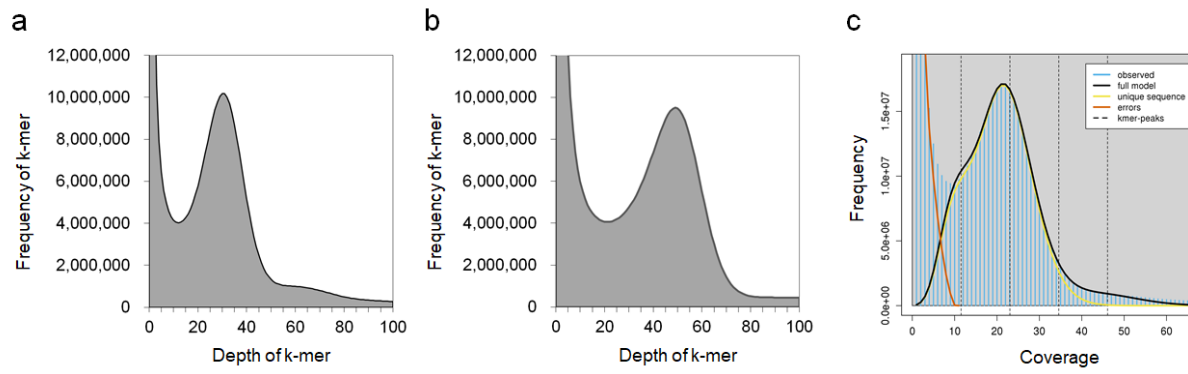 a
12,000,000
10,000,000
8,000,000
6,000,000
4,000,000
2,000,000
0
Frequency of k-mer
0 20 40 60 80 100
Depth of k-mer
b
12,000,000
10,000,000
8,000,000
6,000,000
4,000,000
2,000,000
0
Frequency of k-mer
0 20 40 60 80 100
Depth of k-mer
c
observed
full model
unique sequence
errors
kmer-peaks
1.5e+07
1.0e+07
5.0e+06
0.0e+00
Frequency
0 10 20 30 40 50 60
Coverage